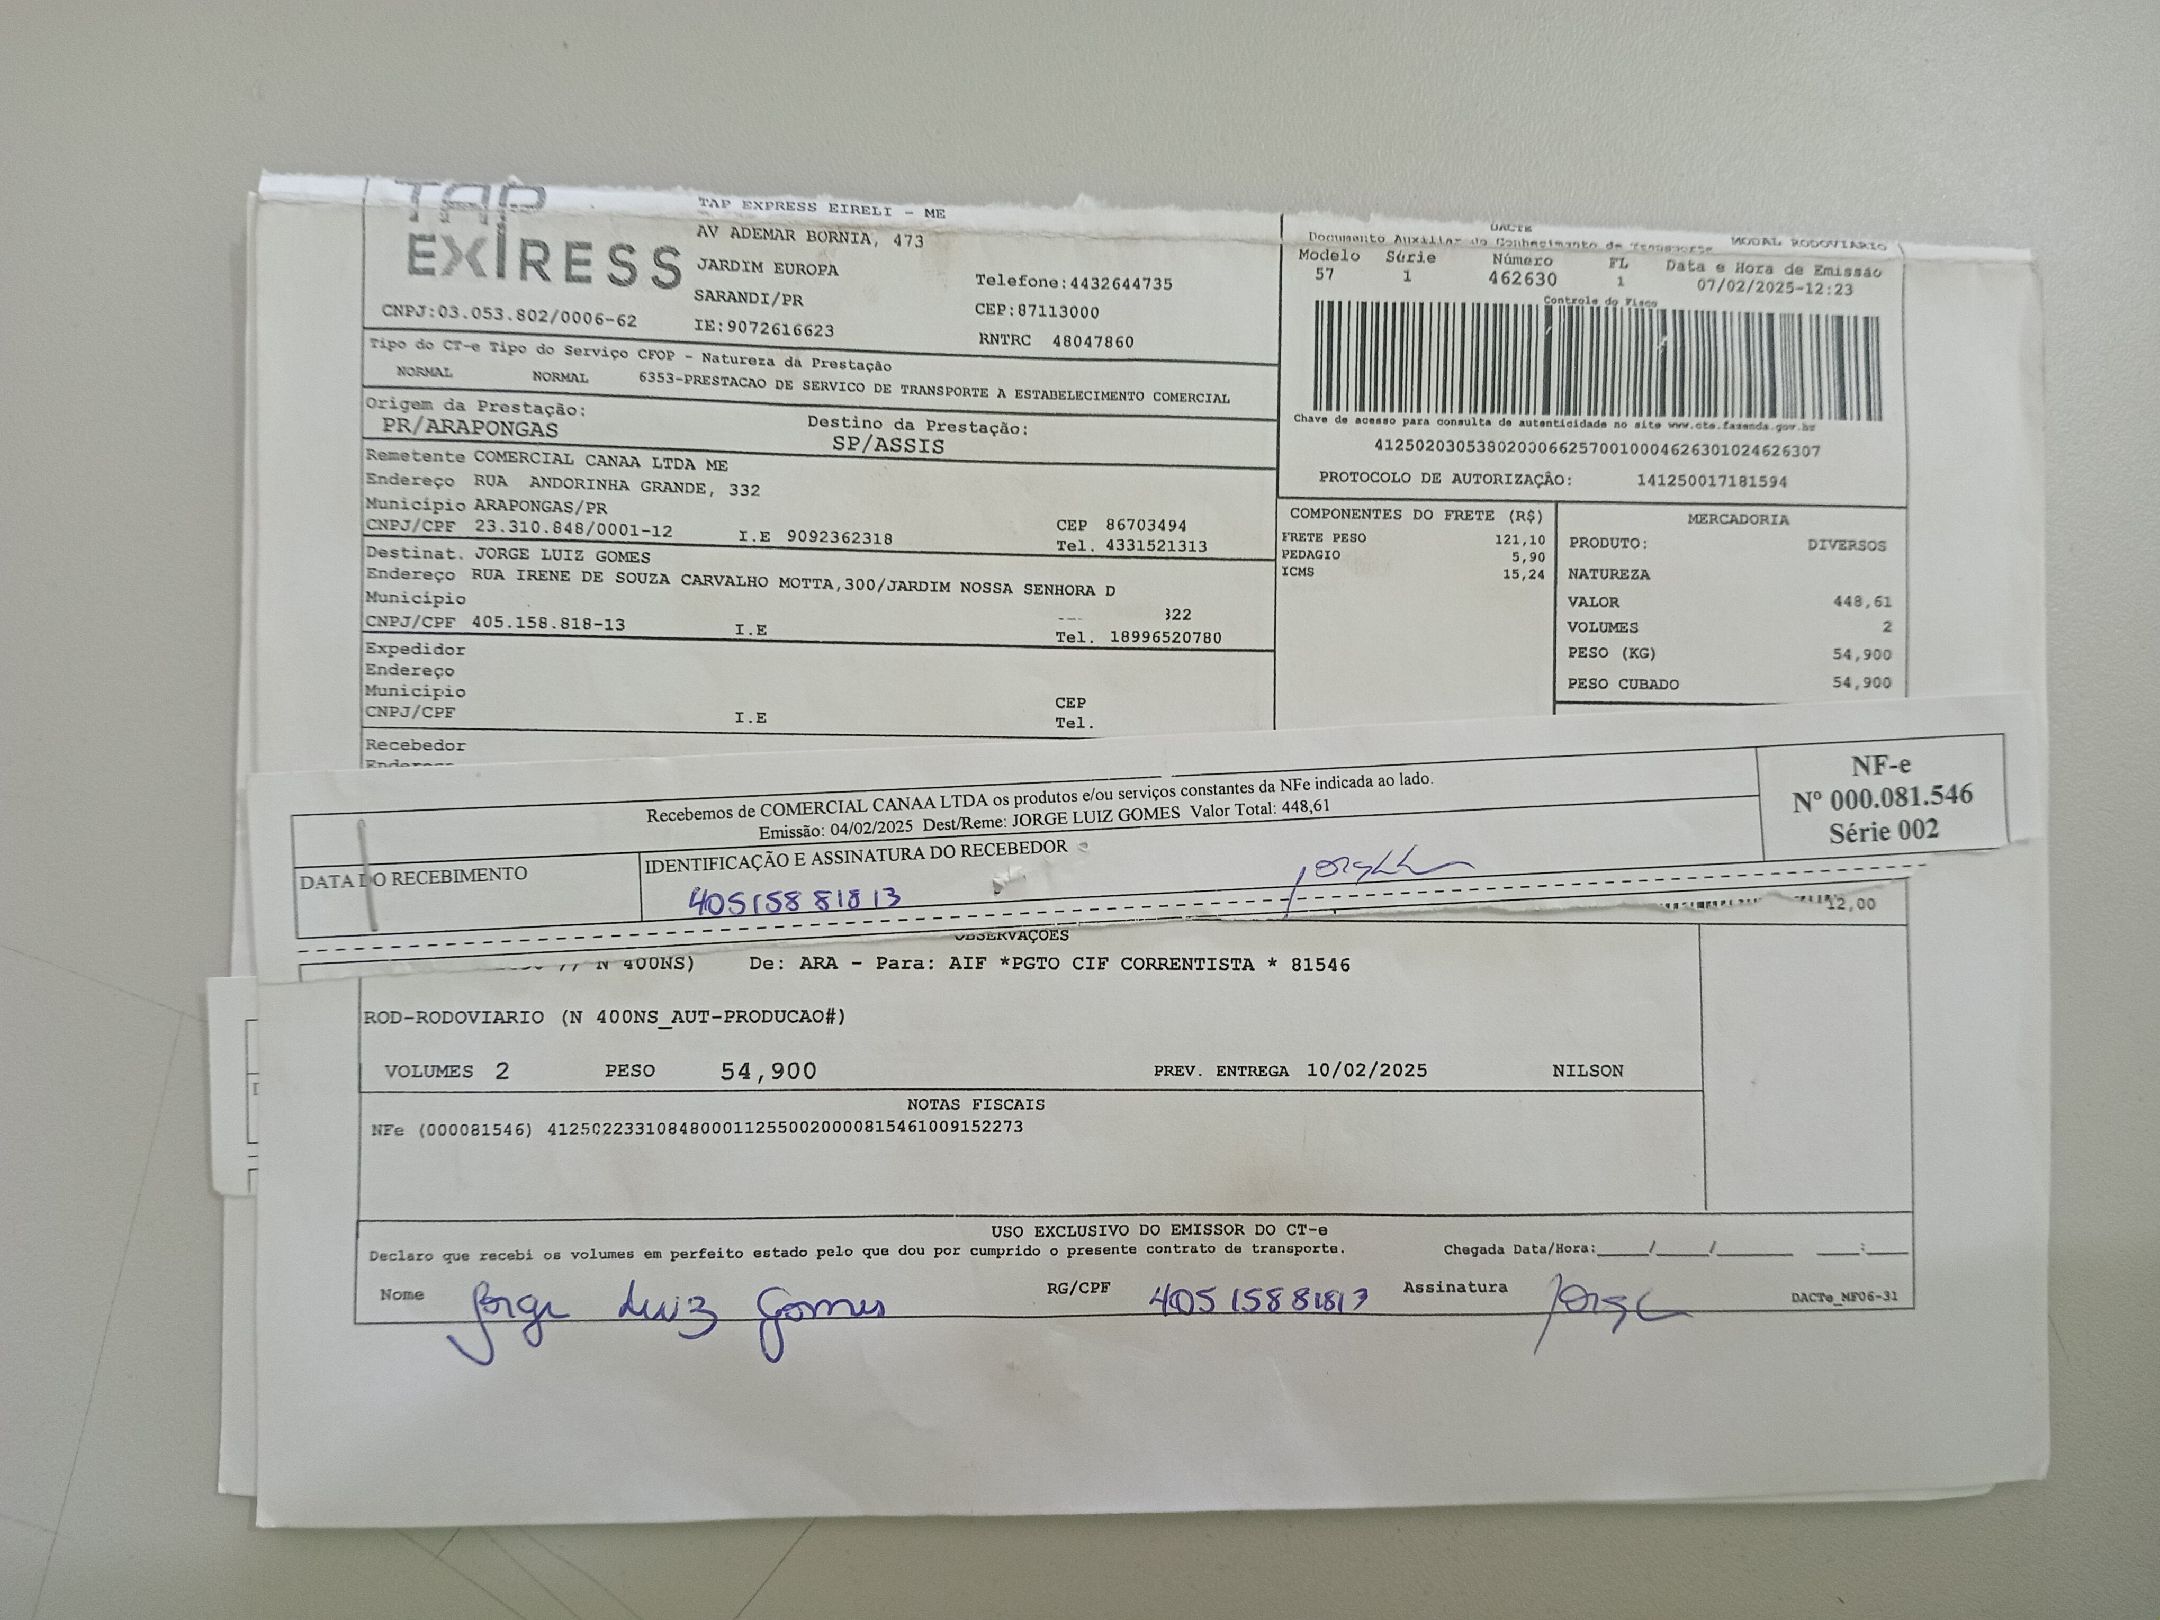 TAP
EXPRESS
CNPJ:03.053.802/0006-62
TAP EXPRESS EIRELI - ME
AV ADEMAR BORNIA, 473
JARDIM EUROPA
SARANDI/PR
IE:9072616623
Telefone:4432644735
CEP:87113000
RNTRC 48047860
DACTE
Documento Auxiliar do Conhecimento de Transporte MODAL RODOVIARIO
Modelo Série Número FL Data e Hora de Emissão
57 1 462630 1 07/02/2025-12:23
Controle do Fisco
Chave de acesso para consulta de autenticidade no site www.cte.fazenda.gov.br
41250203053802000662570010004626301024626307
PROTOCOLO DE AUTORIZAÇÃO: 141250017181594
Tipo do CT-e Tipo do Serviço CFOP - Natureza da Prestação
NORMAL NORMAL 6353-PRESTACAO DE SERVICO DE TRANSPORTE A ESTABELECIMENTO COMERCIAL
Origem da Prestação: Destino da Prestação:
PR/ARAPONGAS SP/ASSIS
Remetente COMERCIAL CANAA LTDA ME
Endereço RUA ANDORINHA GRANDE, 332
Município ARAPONGAS/PR CEP 86703494
CNPJ/CPF 23.310.848/0001-12 I.E 9092362318 Tel. 4331521313
Destinat. JORGE LUIZ GOMES
Endereço RUA IRENE DE SOUZA CARVALHO MOTTA,300/JARDIM NOSSA SENHORA D
Município 322
CNPJ/CPF 405.158.818-13 I.E Tel. 18996520780
Expedidor
Endereço
Município CEP
CNPJ/CPF I.E Tel.
Recebedor
Endereço
COMPONENTES DO FRETE (R$)
FRETE PESO 121,10
PEDAGIO 5,90
ICMS 15,24
MERCADORIA
PRODUTO: DIVERSOS
NATUREZA
VALOR 448,61
VOLUMES 2
PESO (KG) 54,900
PESO CUBADO 54,900
Recebemos de COMERCIAL CANAA LTDA os produtos e/ou serviços constantes da NFe indicada ao lado.
Emissão: 04/02/2025 Dest/Reme: JORGE LUIZ GOMES Valor Total: 448,61
NF-e
Nº 000.081.546
Série 002
DATA DO RECEBIMENTO
IDENTIFICAÇÃO E ASSINATURA DO RECEBEDOR
40515881813
12,00
OBSERVAÇOES
N 400NS) De: ARA - Para: AIF *PGTO CIF CORRENTISTA * 81546
ROD-RODOVIARIO (N 400NS_AUT-PRODUCAO#)
VOLUMES 2 PESO 54,900 PREV. ENTREGA 10/02/2025 NILSON
NOTAS FISCAIS
NFe (000081546) 41250223310848000112550020000815461009152273
USO EXCLUSIVO DO EMISSOR DO CT-e
Declaro que recebi os volumes em perfeito estado pelo que dou por cumprido o presente contrato de transporte. Chegada Data/Hora:____/____/______ ____:____
Nome Jorge Luiz Gomes RG/CPF 40515881813 Assinatura Jorge
DACTe_MF06-31